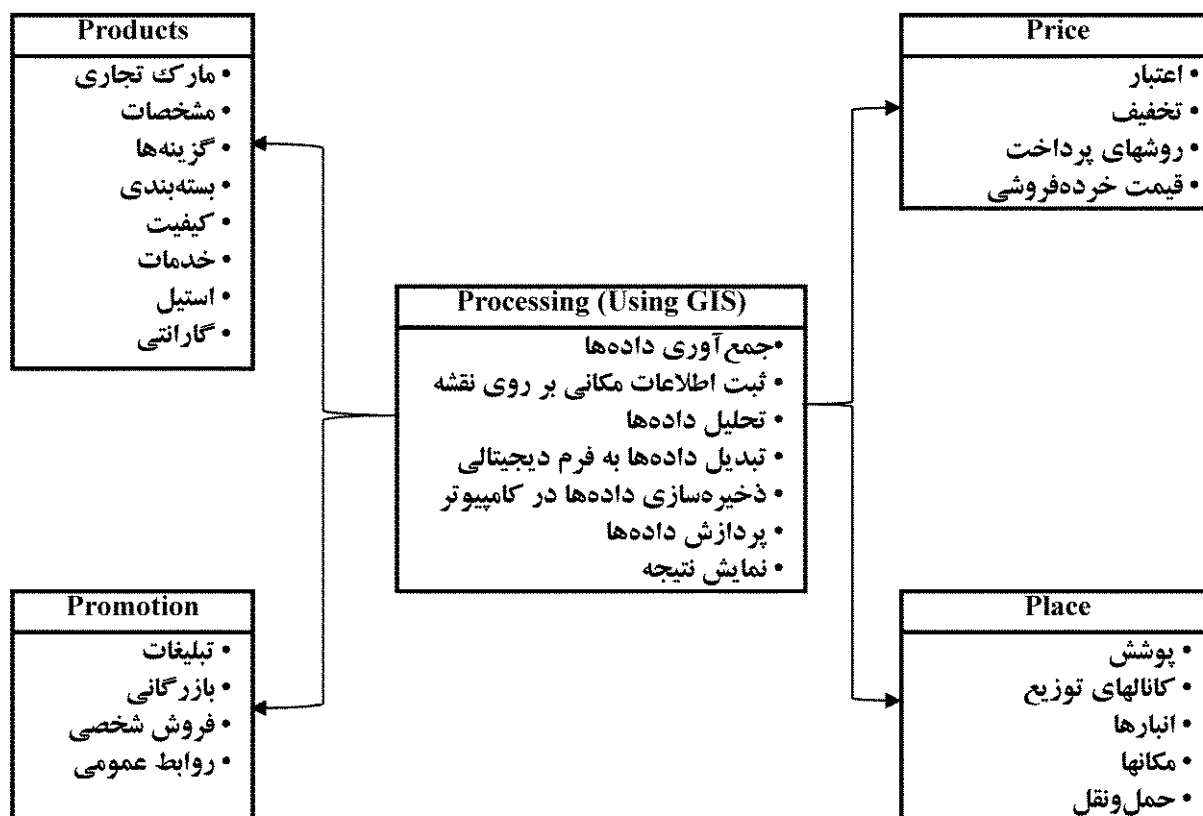 Products
• مارک تجاری
• مشخصات
• گزینه‌ها
• بسته‌بندی
• کیفیت
• خدمات
• استیل
• گارانتی
Price
• اعتبار
• تخفیف
• روشهای پرداخت
• قیمت خرده‌فروشی
Processing (Using GIS)
•جمع‌آوری داده‌ها
• ثبت اطلاعات مکانی بر روی نقشه
• تحلیل داده‌ها
• تبدیل داده‌ها به فرم دیجیتالی
• ذخیره‌سازی داده‌ها در کامپیوتر
• پردازش داده‌ها
• نمایش نتیجه
Promotion
• تبلیغات
• بازرگانی
• فروش شخصی
• روابط عمومی
Place
• پوشش
• کانالهای توزیع
• انبارها
• مکانها
• حمل‌ونقل